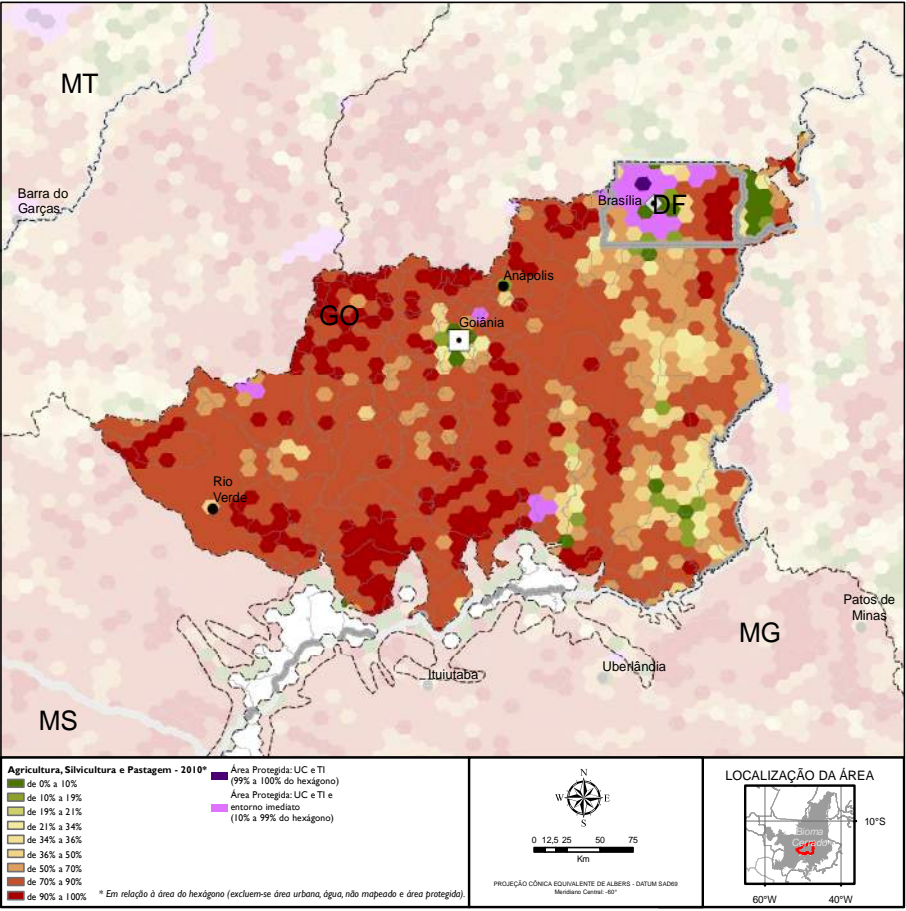 MT
Barra do
Garças
Brasília DF
Anápolis
GO
Goiânia
Rio
Verde
Patos de
Minas
MG
Uberlândia
Ituiutaba
MS
Agricultura, Silvicultura e Pastagem - 2010*
de 0% a 10%
de 10% a 19%
de 19% a 21%
de 21% a 34%
de 34% a 36%
de 36% a 50%
de 50% a 70%
de 70% a 90%
de 90% a 100%
Área Protegida: UC e TI
(99% a 100% do hexágono)
Área Protegida: UC e TI e
entorno imediato
(10% a 99% do hexágono)
* Em relação à área do hexágono (excluem-se área urbana, água, não mapeado e área protegida).
N
W E
S
0 12,5 25 50 75
Km
PROJEÇÃO CÔNICA EQUIVALENTE DE ALBERS - DATUM SAD69
Meridiano Central: -60°
LOCALIZAÇÃO DA ÁREA
Bioma
Cerrado
10°S
60°W 40°W